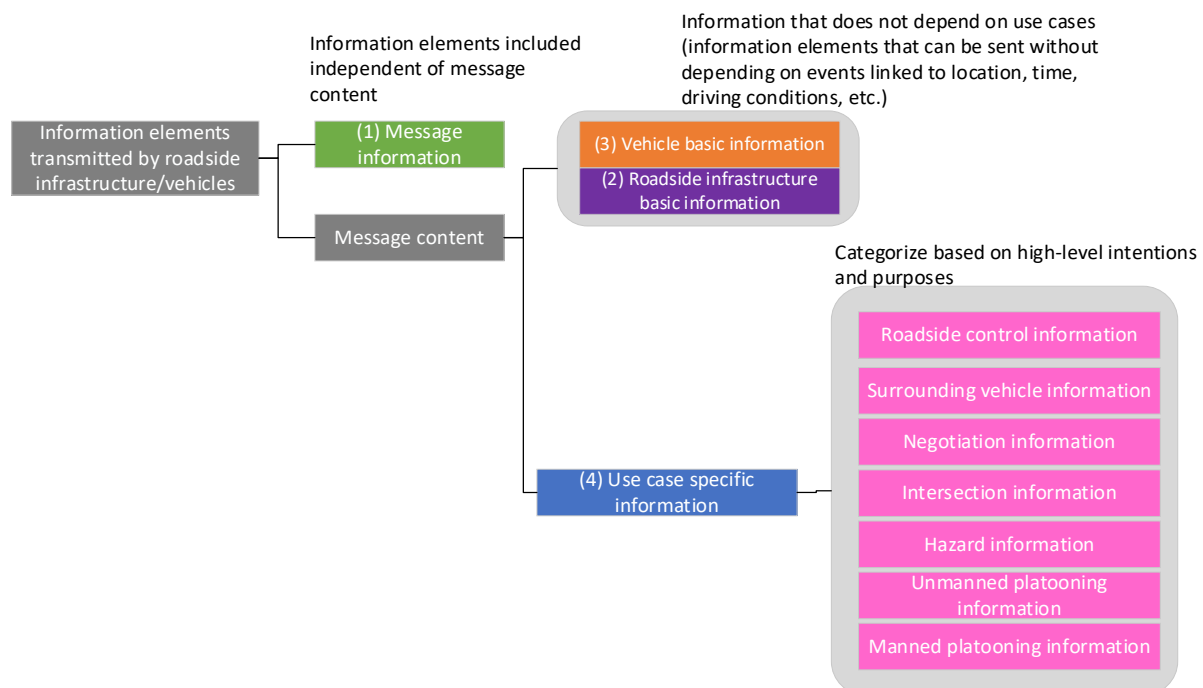 Information elements included
independent of message
content
Information that does not depend on use cases
(information elements that can be sent without
depending on events linked to location, time,
driving conditions, etc.)
Information elements
transmitted by roadside
infrastructure/vehicles
(1) Message
information
(3) Vehicle basic information
(2) Roadside infrastructure
basic information
Message content
Categorize based on high-level intentions
and purposes
Roadside control information
Surrounding vehicle information
Negotiation information
(4) Use case specific
information
Intersection information
Hazard information
Unmanned platooning
information
Manned platooning information